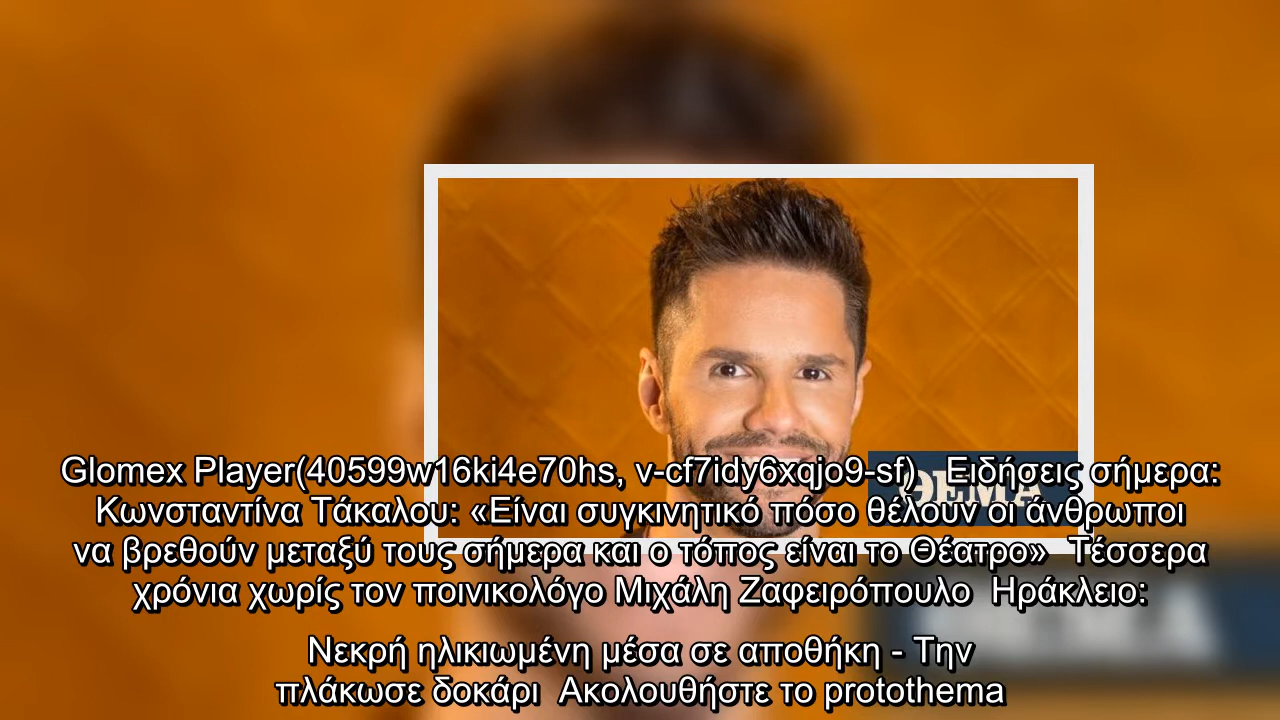 Glomex Player(40599w16ki4e70hs, v-cf7idy6xqjo9-sf)  Ειδήσεις σήμερα:
Κωνσταντίνα Τάκαλου: «Είναι συγκινητικό πόσο θέλουν οι άνθρωποι
να βρεθούν μεταξύ τους σήμερα και ο τόπος είναι το Θέατρο»  Τέσσερα
χρόνια χωρίς τον ποινικολόγο Μιχάλη Ζαφειρόπουλο  Ηράκλειο:
Νεκρή ηλικιωμένη μέσα σε αποθήκη - Την
πλάκωσε δοκάρι  Ακολουθήστε το protothema
ΘΕΜΑ